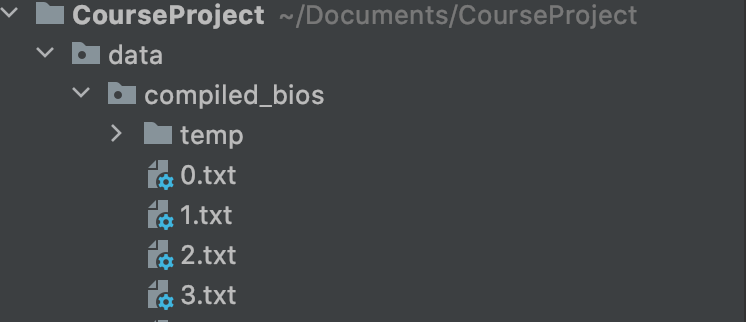 CourseProject ~/Documents/CourseProject
data
compiled_bios
temp
0.txt
1.txt
2.txt
3.txt